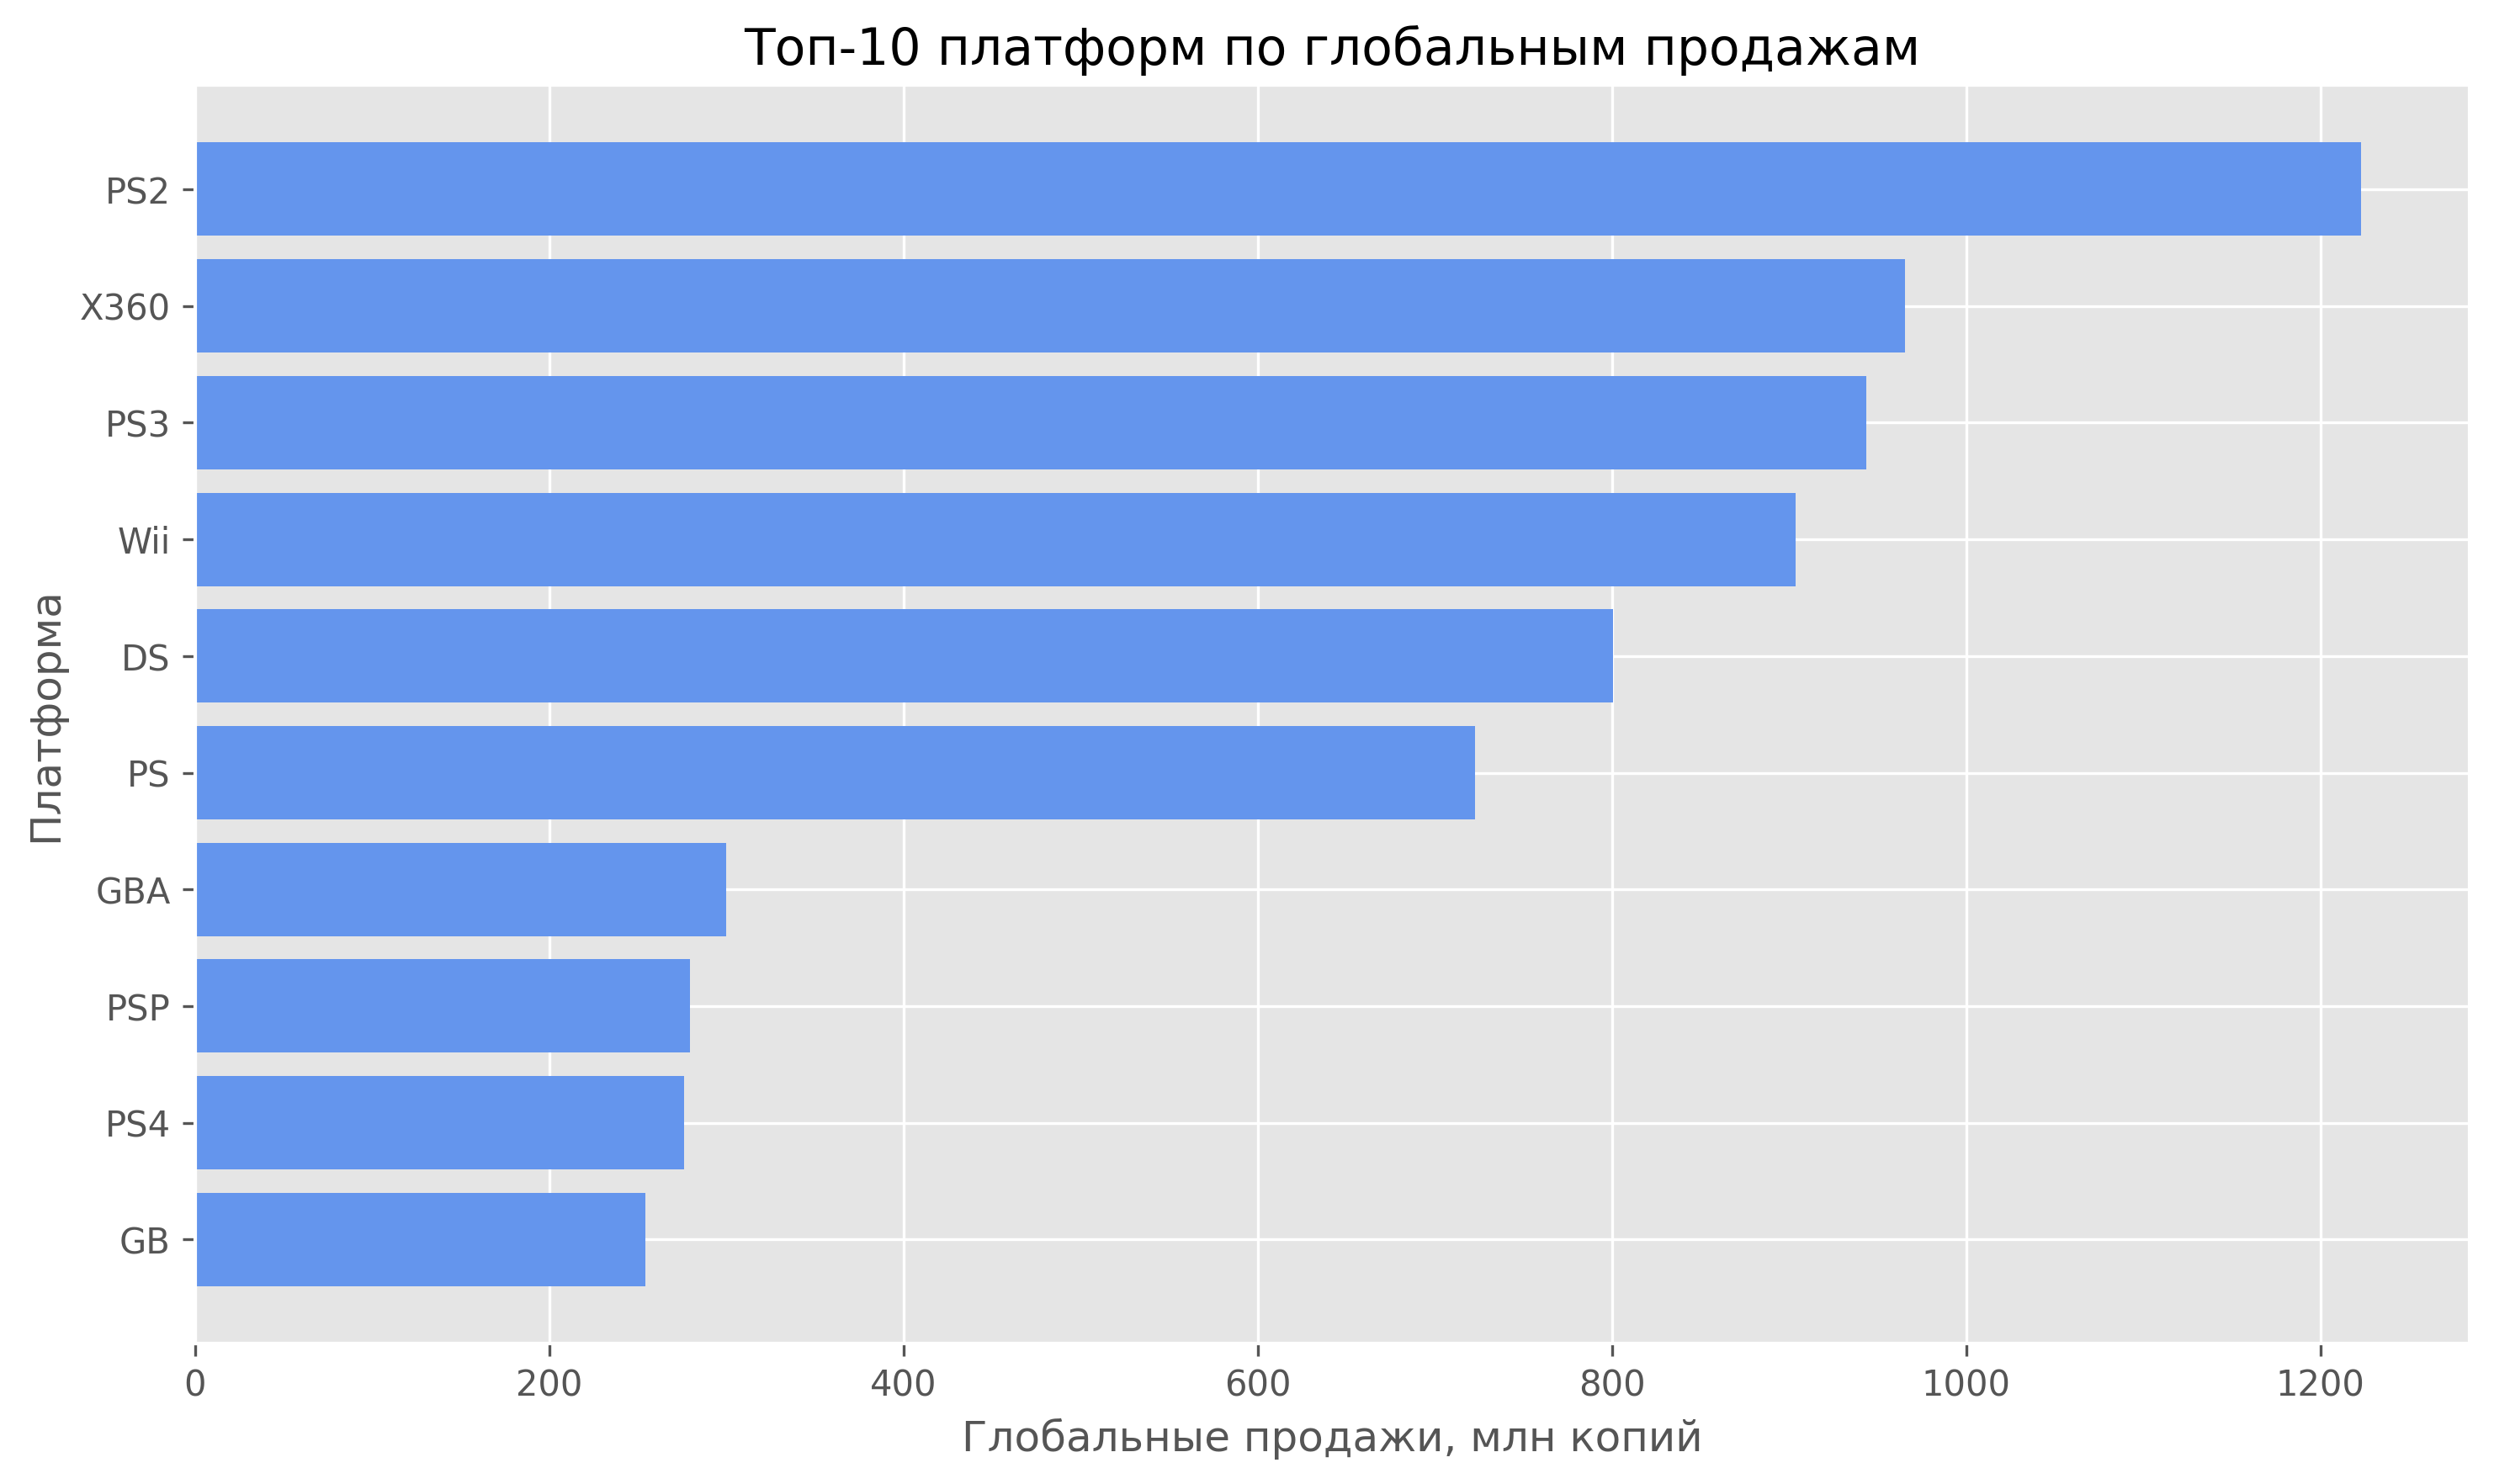 Топ-10 платформ по глобальным продажам
PS2
X360
PS3
Wii
DS
PS
GBA
PSP
PS4
GB
Платформа
0 200 400 600 800 1000 1200
Глобальные продажи, млн копий